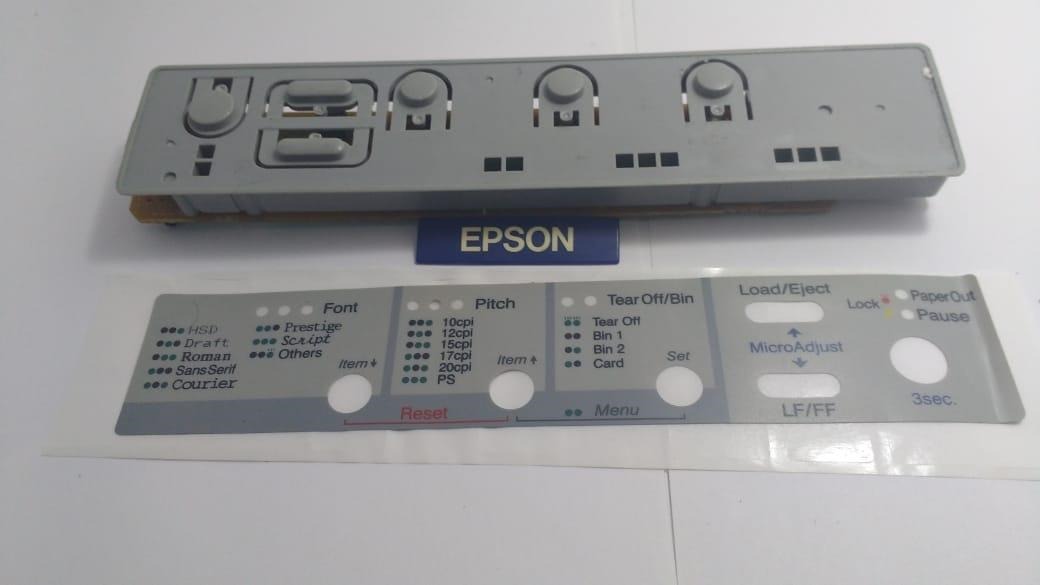 EPSON
Font
HSD
Draft
Roman
Sans Serif
Courier
Prestige
Script
Others
Item
Pitch
10cpi
12cpi
15cpi
17cpi
20cpi
PS
Item
Tear Off/Bin
Tear Off
Bin 1
Bin 2
Card
Set
Reset
Menu
Load/Eject
MicroAdjust
LF/FF
Lock
Paper Out
Pause
3sec.